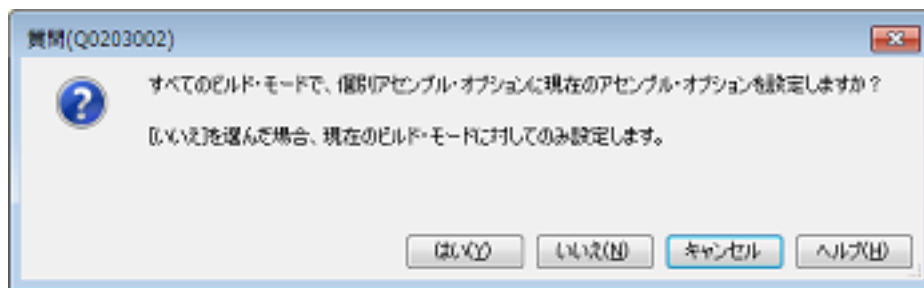 質問(Q0203002)
すべてのビルド・モードで、個別アセンブル・オプションに現在のアセンブル・オプションを設定しますか？
[いいえ]を選んだ場合、現在のビルド・モードに対してのみ設定します。
はい(Y)
いいえ(N)
キャンセル
ヘルプ(H)